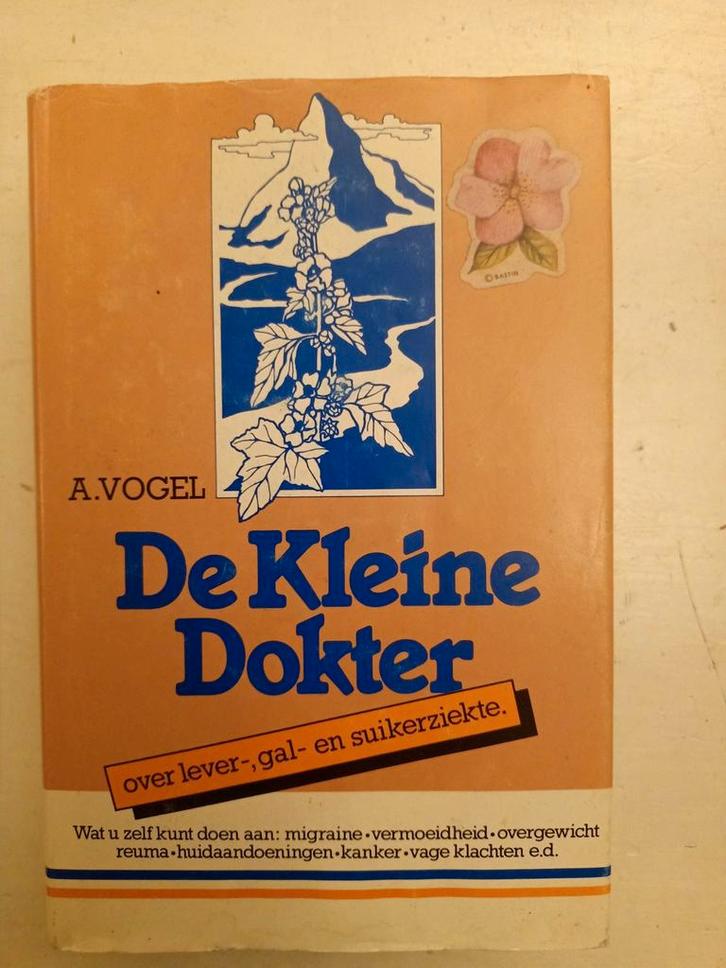 © BASTIN
A.VOGEL
De Kleine
Dokter
over lever-, gal- en suikerziekte.
Wat u zelf kunt doen aan: migraine•vermoeidheid•overgewicht
reuma•huidaandoeningen•kanker•vage klachten e.d.